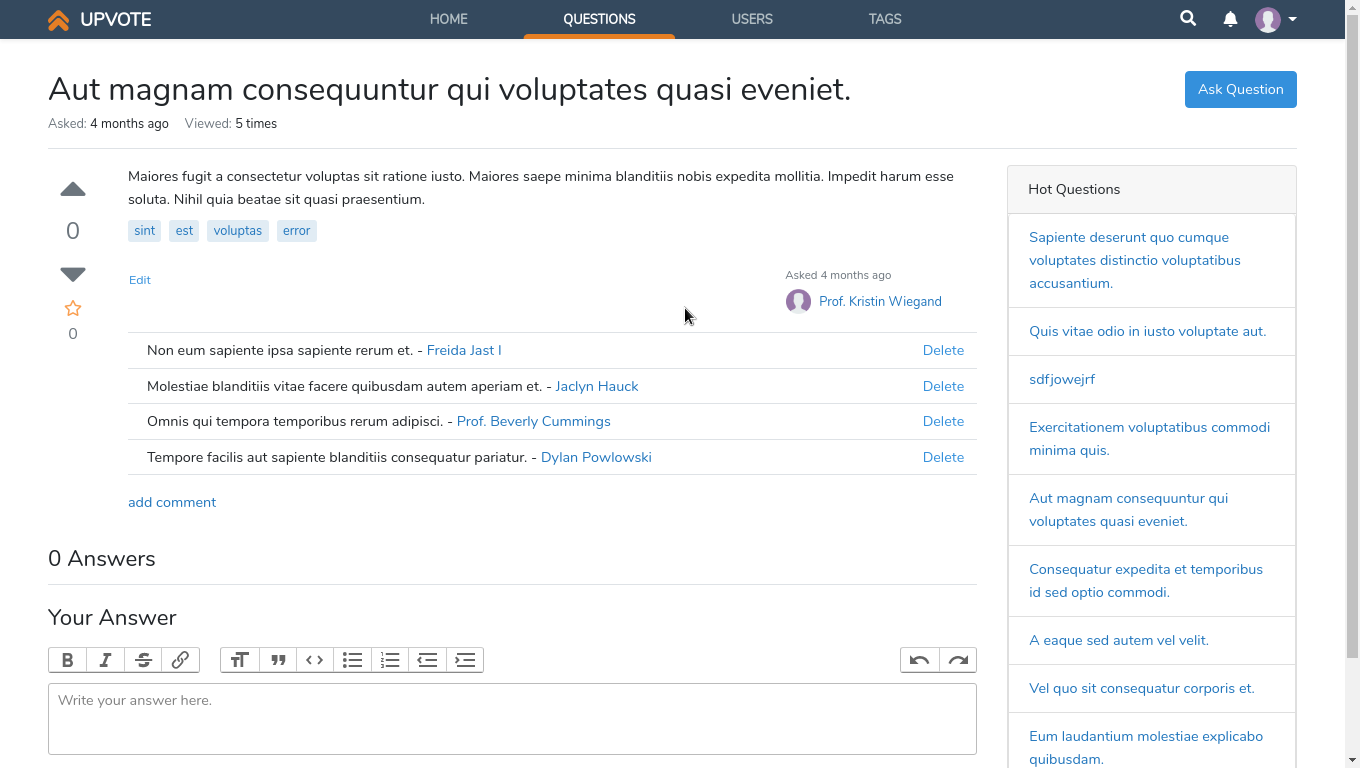 UPVOTE HOME QUESTIONS USERS TAGS
Aut magnam consequuntur qui voluptates quasi eveniet.
Ask Question
Asked: 4 months ago Viewed: 5 times
Maiores fugit a consectetur voluptas sit ratione iusto. Maiores saepe minima blanditiis nobis expedita mollitia. Impedit harum esse
soluta. Nihil quia beatae sit quasi praesentium.
0
sint est voluptas error
Edit
Asked 4 months ago
Prof. Kristin Wiegand
0
Non eum sapiente ipsa sapiente rerum et. - Freida Jast I Delete
Molestiae blanditiis vitae facere quibusdam autem aperiam et. - Jaclyn Hauck Delete
Omnis qui tempora temporibus rerum adipisci. - Prof. Beverly Cummings Delete
Tempore facilis aut sapiente blanditiis consequatur pariatur. - Dylan Powlowski Delete
add comment
0 Answers
Your Answer
Write your answer here.
Hot Questions
Sapiente deserunt quo cumque
voluptates distinctio voluptatibus
accusantium.
Quis vitae odio in iusto voluptate aut.
sdfjowejrf
Exercitationem voluptatibus commodi
minima quis.
Aut magnam consequuntur qui
voluptates quasi eveniet.
Consequatur expedita et temporibus
id sed optio commodi.
A eaque sed autem vel velit.
Vel quo sit consequatur corporis et.
Eum laudantium molestiae explicabo
quibusdam.